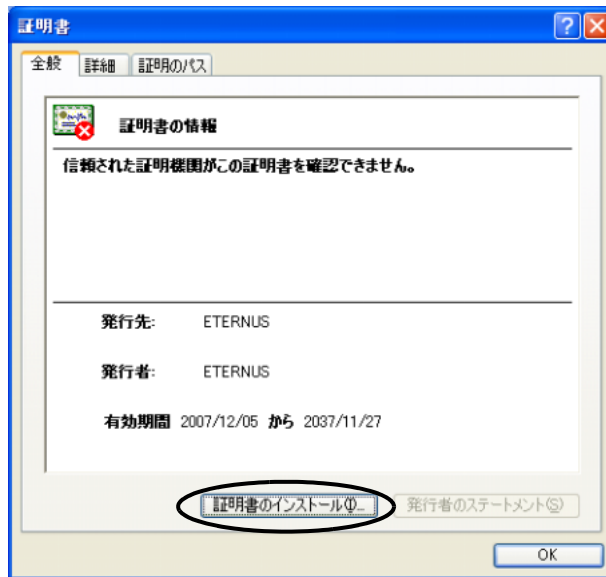 証明書
全般 詳細 証明のパス
証明書の情報
信頼された証明機関がこの証明書を確認できません。
発行先: ETERNUS
発行者: ETERNUS
有効期間 2007/12/05 から 2037/11/27
証明書のインストール(I)... 発行者のステートメント(S)
OK